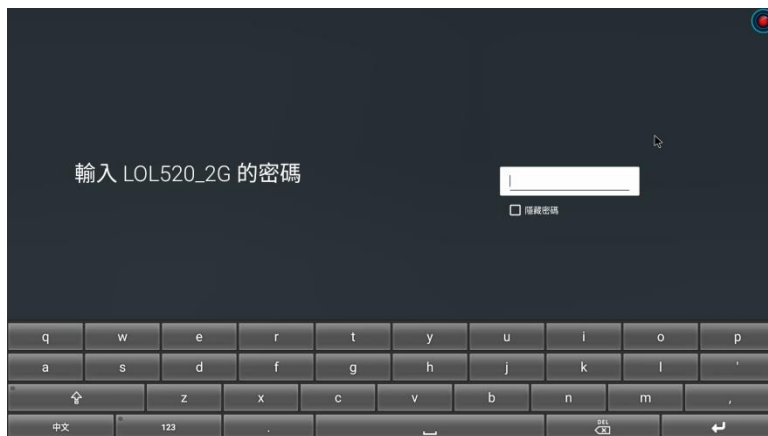 輸入 LOL520_2G 的密碼
隱藏密碼
q w e r t y u i o p
a s d f g h j k l '
z x c v b n m ,
中文 123 . DEL